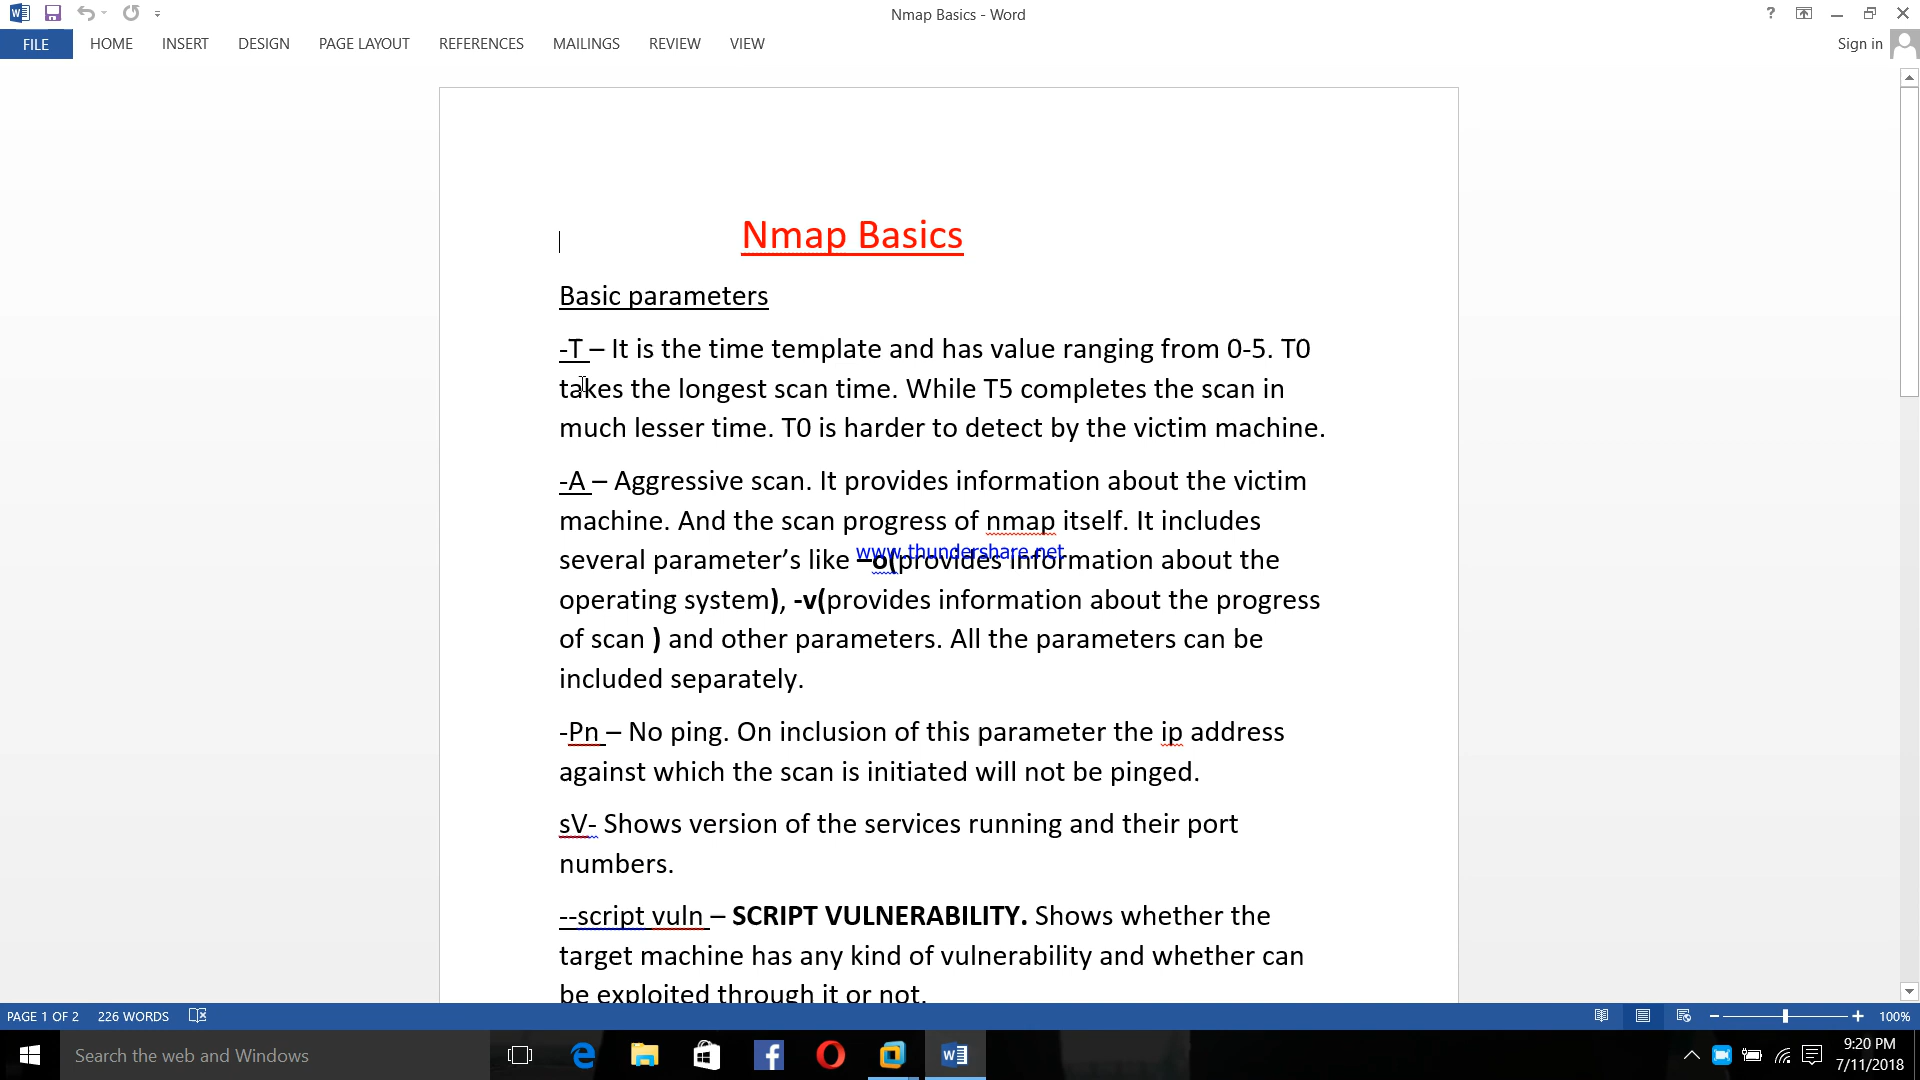 Nmap Basics - Word
?
FILE HOME INSERT DESIGN PAGE LAYOUT REFERENCES MAILINGS REVIEW VIEW
Sign in
Nmap Basics
Basic parameters
-T – It is the time template and has value ranging from 0-5. T0
takes the longest scan time. While T5 completes the scan in
much lesser time. T0 is harder to detect by the victim machine.
-A – Aggressive scan. It provides information about the victim
machine. And the scan progress of nmap itself. It includes
www.thundershare.net
several parameter’s like –o(provides information about the
operating system), -v(provides information about the progress
of scan ) and other parameters. All the parameters can be
included separately.
-Pn – No ping. On inclusion of this parameter the ip address
against which the scan is initiated will not be pinged.
sV- Shows version of the services running and their port
numbers.
--script vuln – SCRIPT VULNERABILITY. Shows whether the
target machine has any kind of vulnerability and whether can
be exploited through it or not.
PAGE 1 OF 2 226 WORDS
100%
Search the web and Windows
9:20 PM
7/11/2018